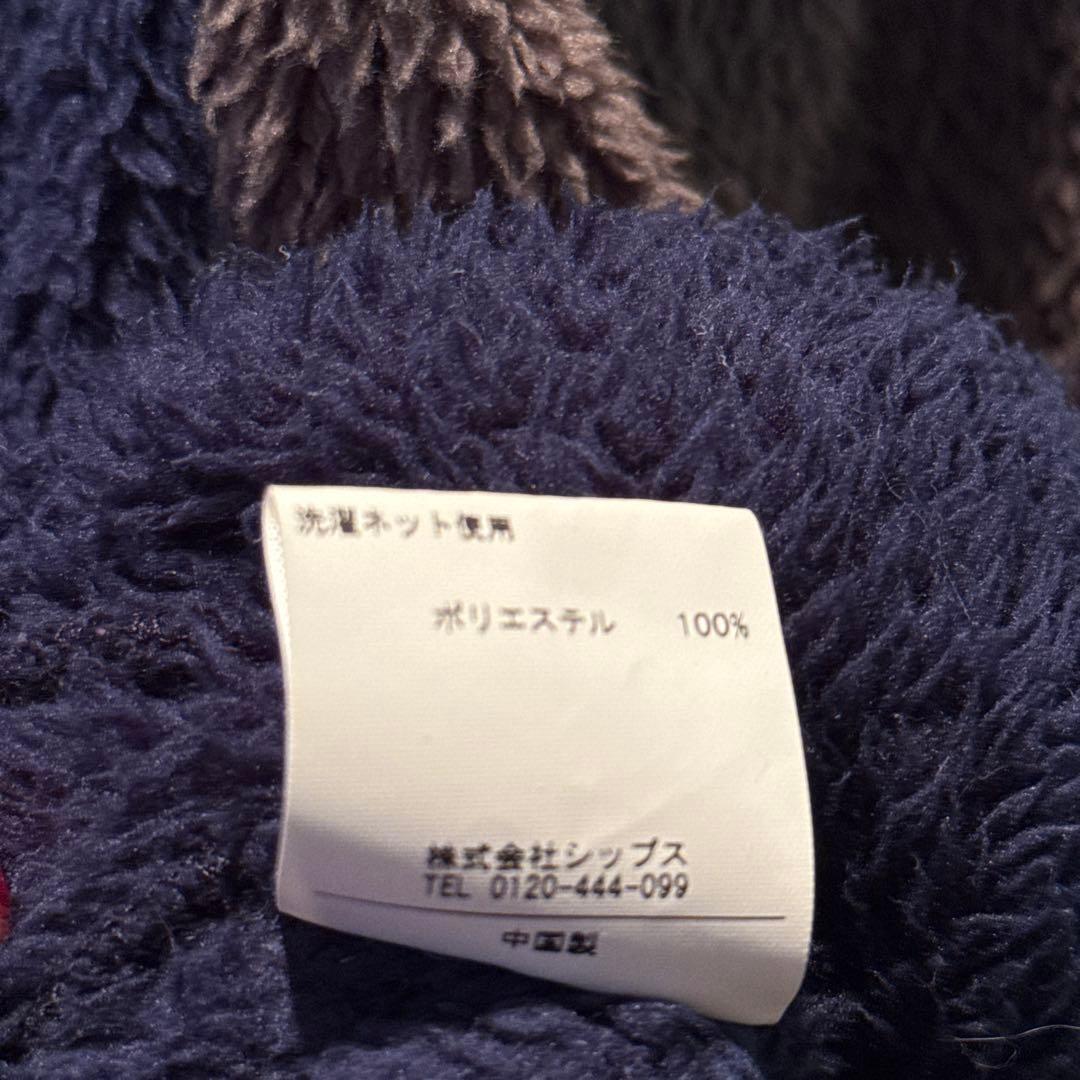 洗濯ネット使用
ポリエステル 100%
株式会社シップス
TEL 0120-444-099
中国製